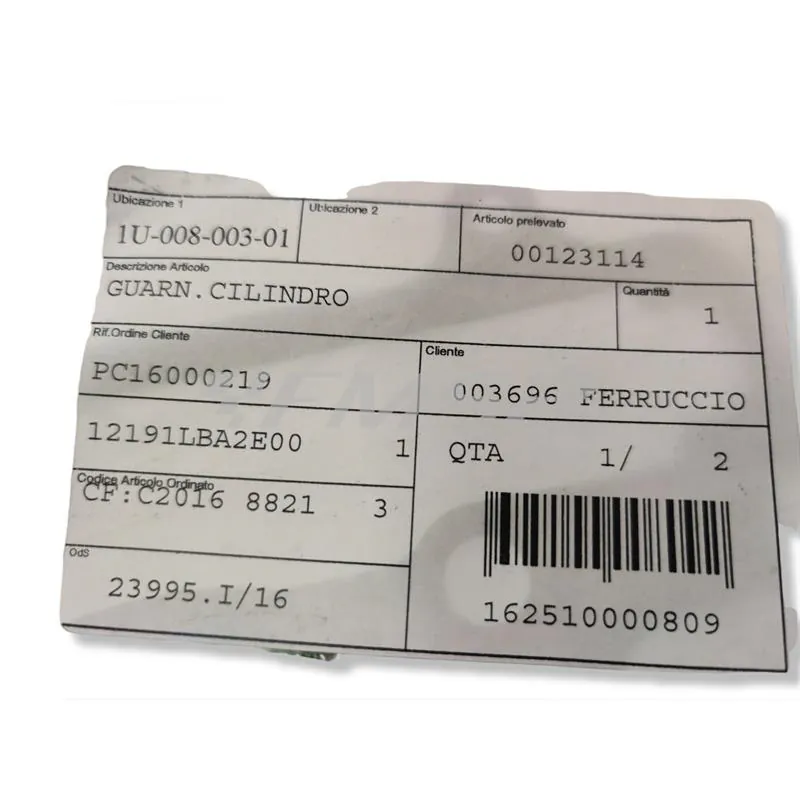 Ubicazione 1
Ubicazione 2
Articolo prelevato
1U-008-003-01
00123114
Descrizione Articolo
GUARN.CILINDRO
Quantità
1
Rif.Ordine Cliente
Cliente
PC16000219
003696 FERRUCCIO
12191LBA2E00 1
QTA 1/ 2
Codice Articolo Ordinato
CF:C2016 8821 3
OdS
23995.I/16
162510000809